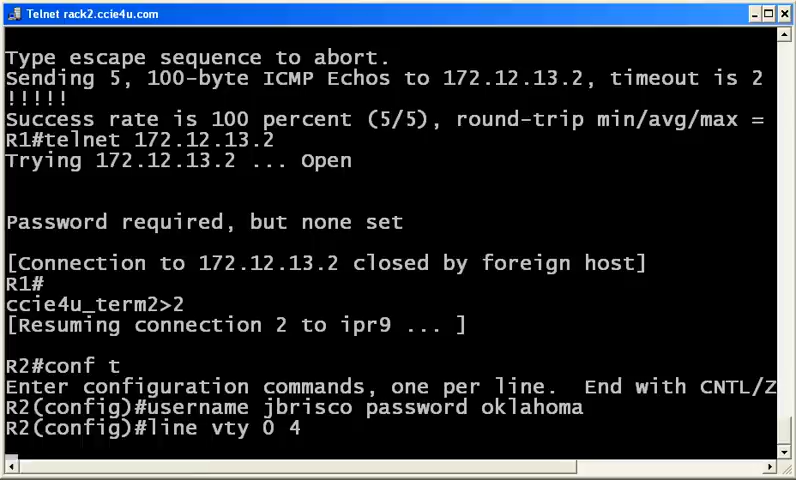 Telnet rack2.ccie4u.com
Type escape sequence to abort.
Sending 5, 100-byte ICMP Echos to 172.12.13.2, timeout is 2
!!!!!
Success rate is 100 percent (5/5), round-trip min/avg/max =
R1#telnet 172.12.13.2
Trying 172.12.13.2 ... Open
Password required, but none set
[Connection to 172.12.13.2 closed by foreign host]
R1#
ccie4u_term2>2
[Resuming connection 2 to ipr9 ... ]
R2#conf t
Enter configuration commands, one per line.  End with CNTL/Z
R2(config)#username jbrisco password oklahoma
R2(config)#line vty 0 4